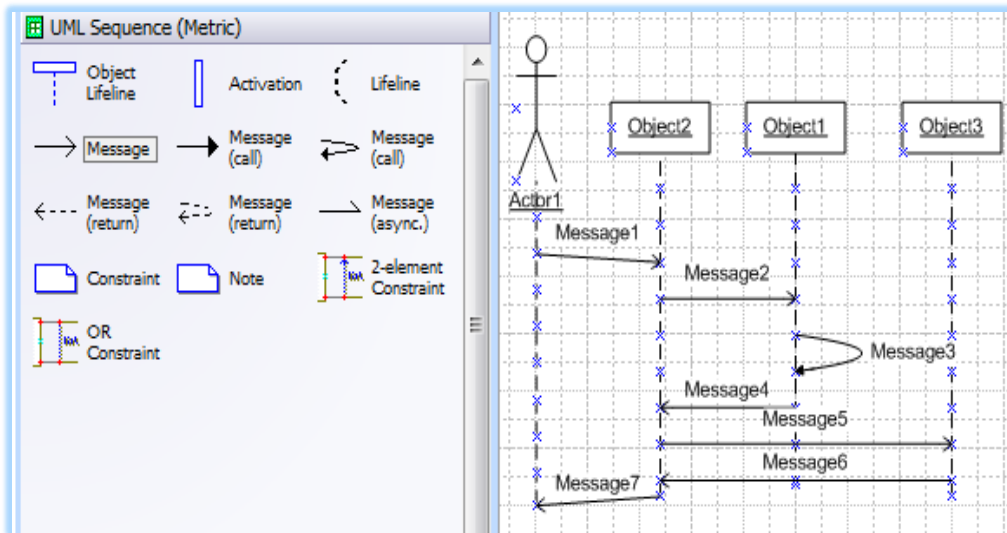 UML Sequence (Metric)
Object
Lifeline
Activation
Lifeline
Message
Message
(call)
Message
(call)
Message
(return)
Message
(return)
Message
(async.)
Constraint
Note
2-element
Constraint
OR
Constraint
Object2
Object1
Object3
Actor1
Message1
Message2
Message3
Message4
Message5
Message6
Message7